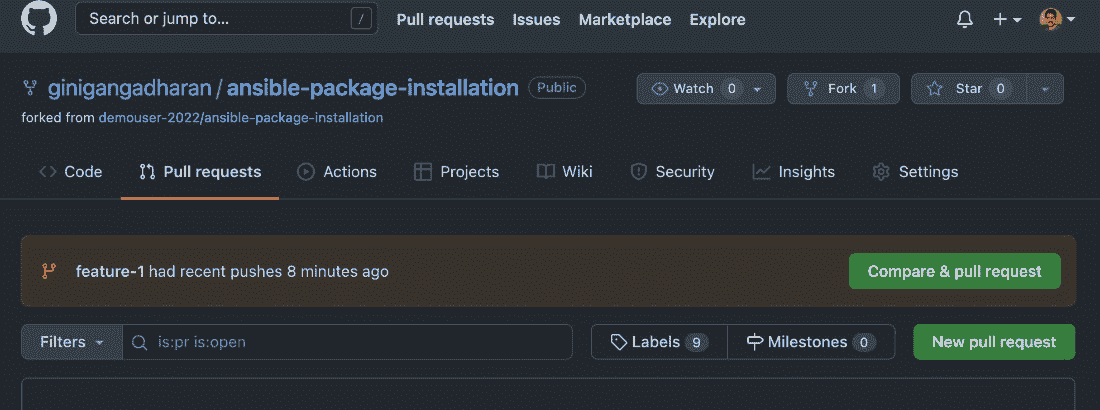 Search or jump to... / Pull requests Issues Marketplace Explore
ginigangadharan / ansible-package-installation Public Watch 0 Fork 1 Star 0
forked from demouser-2022/ansible-package-installation
Code Pull requests Actions Projects Wiki Security Insights Settings
feature-1 had recent pushes 8 minutes ago Compare & pull request
Filters is:pr is:open Labels 9 Milestones 0 New pull request